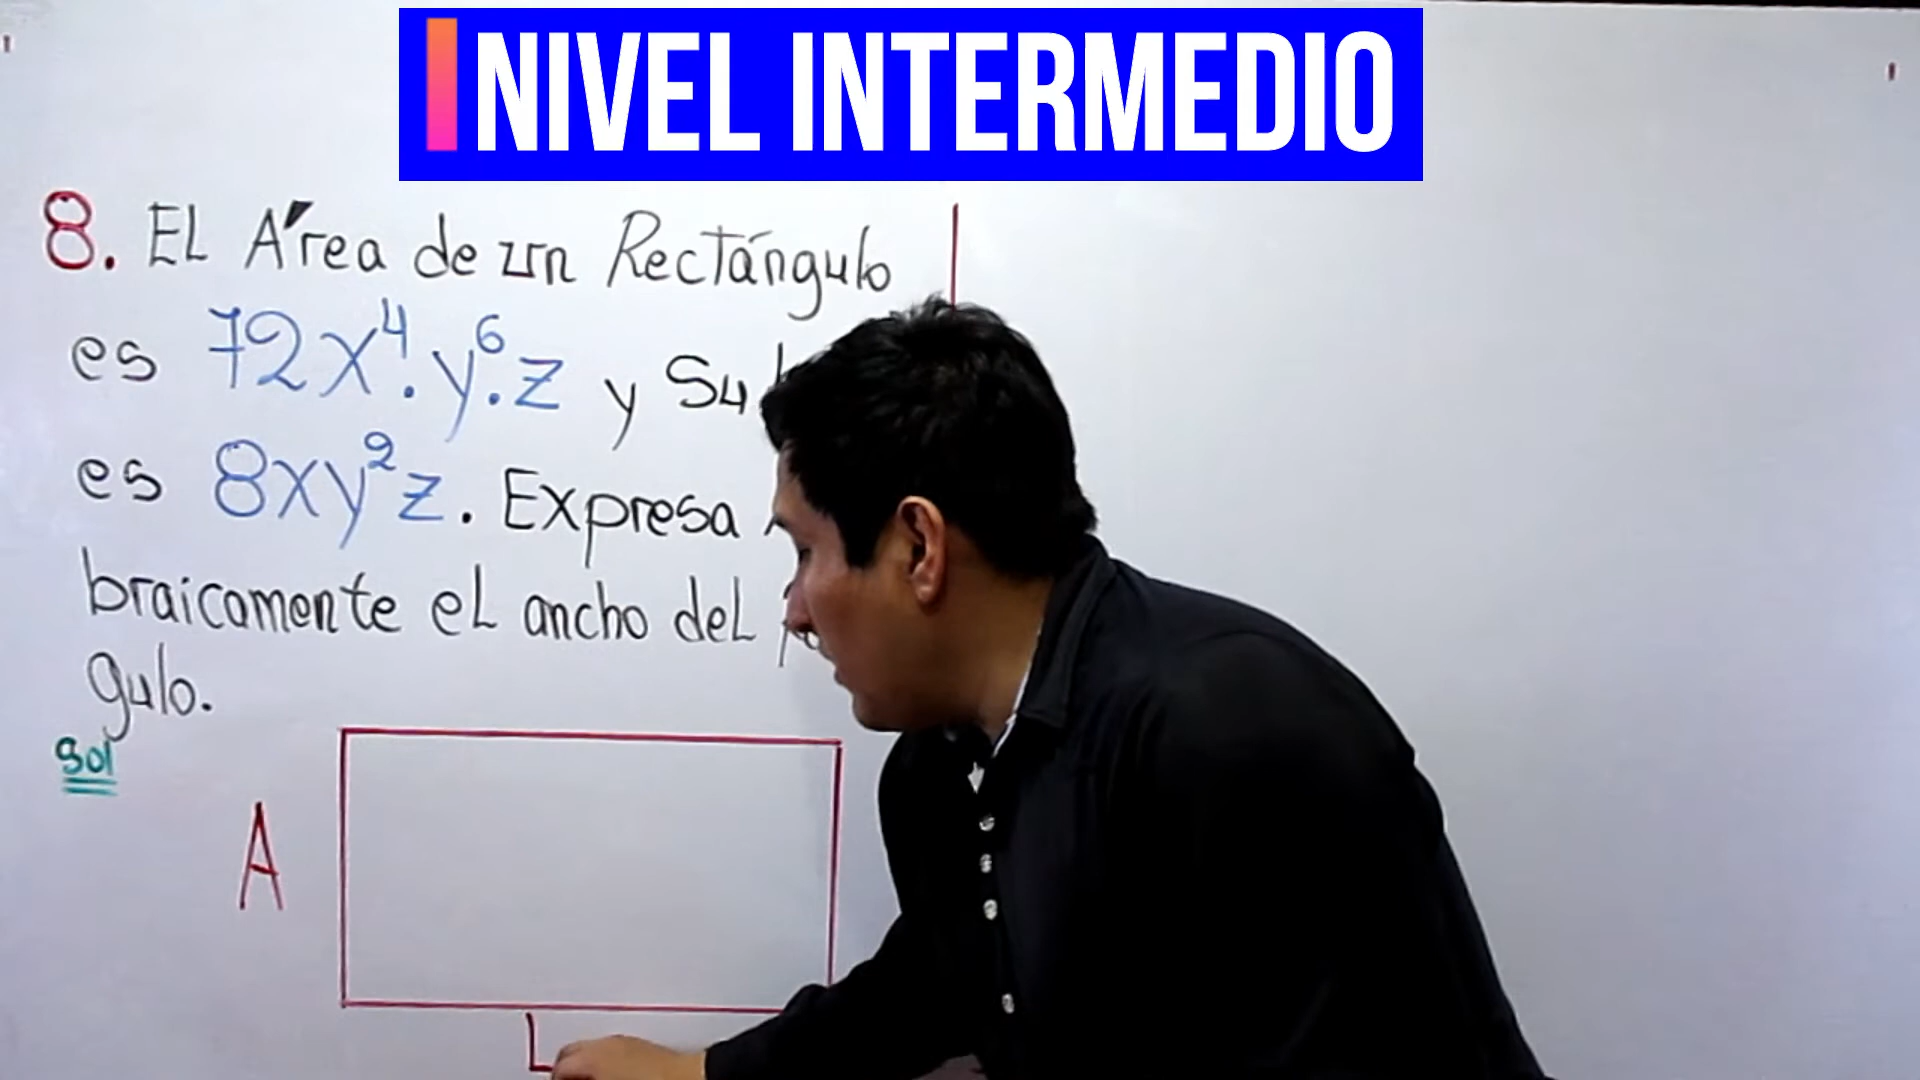 NIVEL INTERMEDIO
8. EL Área de un Rectángulo
es 72x⁴.y⁶.z y Su
es 8xy²z. Expresa
braicamente eL ancho deL
gulo.
Sol
A
L